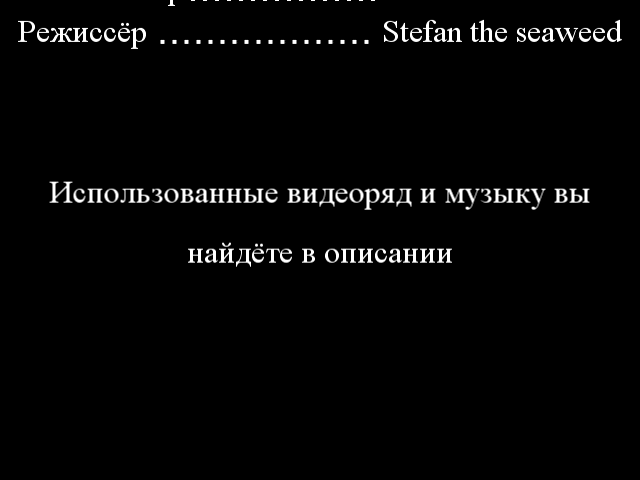 Режиссёр .................. Stefan the seaweed
Использованные видеоряд и музыку вы
найдёте в описании